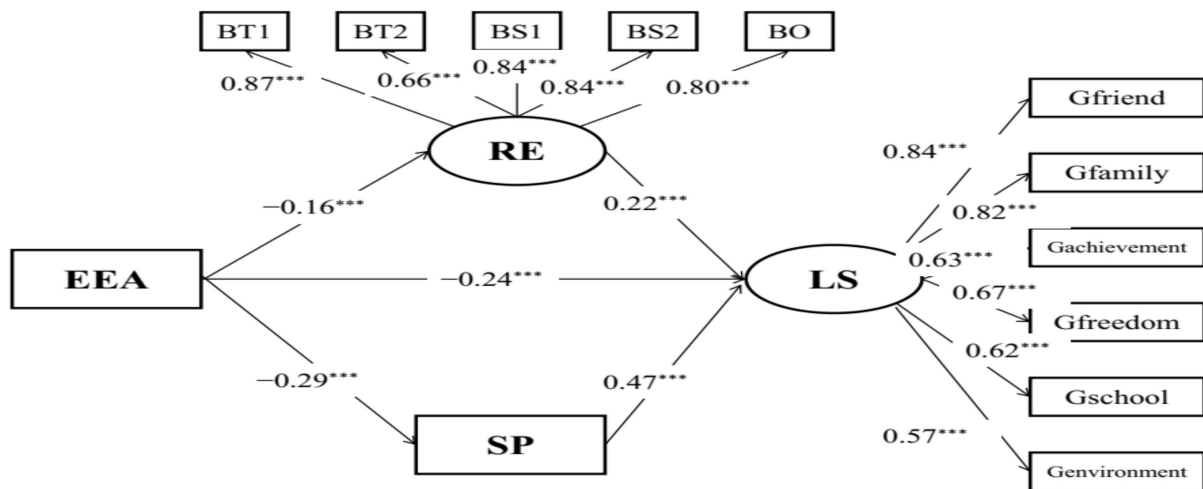 BT1 BT2 BS1 BS2 BO
0.87*** 0.66*** 0.84*** 0.84*** 0.80***
RE
−0.16***
0.22***
EEA
−0.24***
LS
−0.29***
0.47***
SP
0.84***
0.82***
0.63***
0.67***
0.62***
0.57***
Gfriend
Gfamily
Gachievement
Gfreedom
Gschool
Genvironment